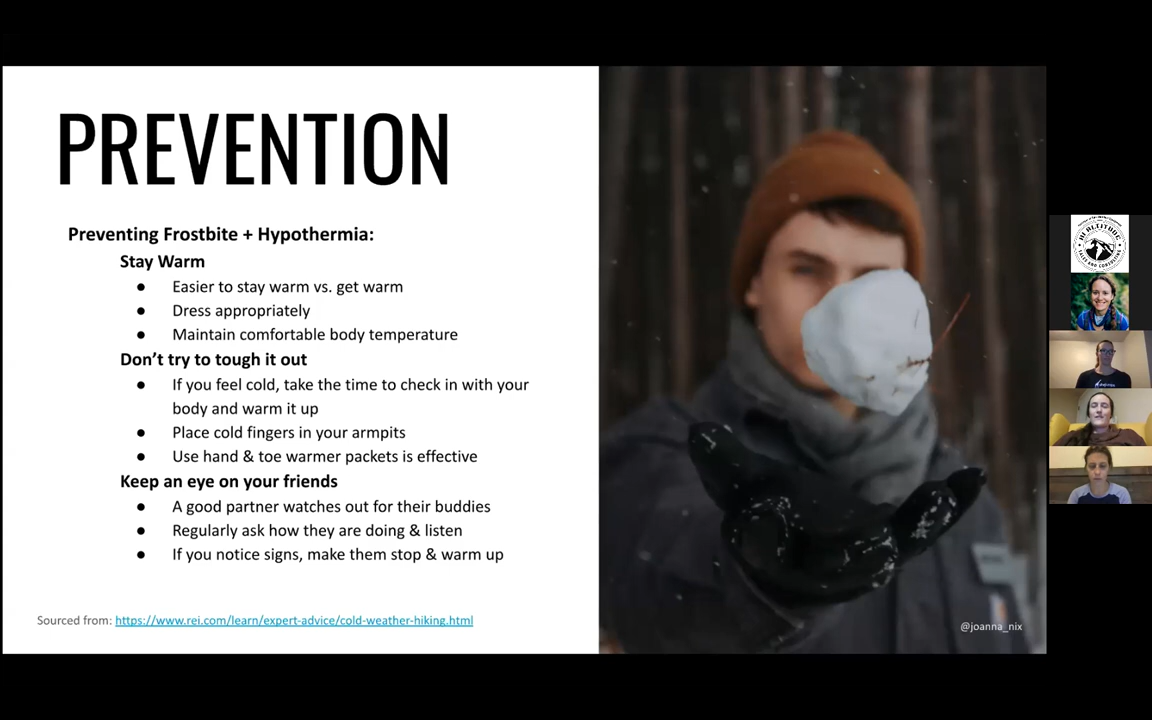 PREVENTION
Preventing Frostbite + Hypothermia:
Stay Warm
● Easier to stay warm vs. get warm
● Dress appropriately
● Maintain comfortable body temperature
Don’t try to tough it out
● If you feel cold, take the time to check in with your
body and warm it up
● Place cold fingers in your armpits
● Use hand & toe warmer packets is effective
Keep an eye on your friends
● A good partner watches out for their buddies
● Regularly ask how they are doing & listen
● If you notice signs, make them stop & warm up
Sourced from: https://www.rei.com/learn/expert-advice/cold-weather-hiking.html
@joanna_nix
ALTITUDE